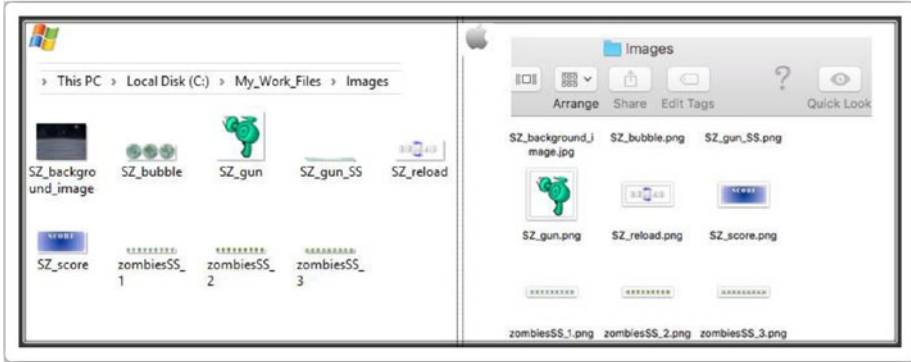 This PC > Local Disk (C:) > My_Work_Files > Images
SZ_backgro
und_image
SZ_bubble
SZ_gun
SZ_gun_SS
SZ_reload
SCORE
SZ_score
zombiesSS_
1
zombiesSS_
2
zombiesSS_
3
Images
Arrange
Share
Edit Tags
?
Quick Look
SZ_background_i
mage.jpg
SZ_bubble.png
SZ_gun_SS.png
SCORE
SZ_gun.png
SZ_reload.png
SZ_score.png
zombiesSS_1.png
zombiesSS_2.png
zombiesSS_3.png